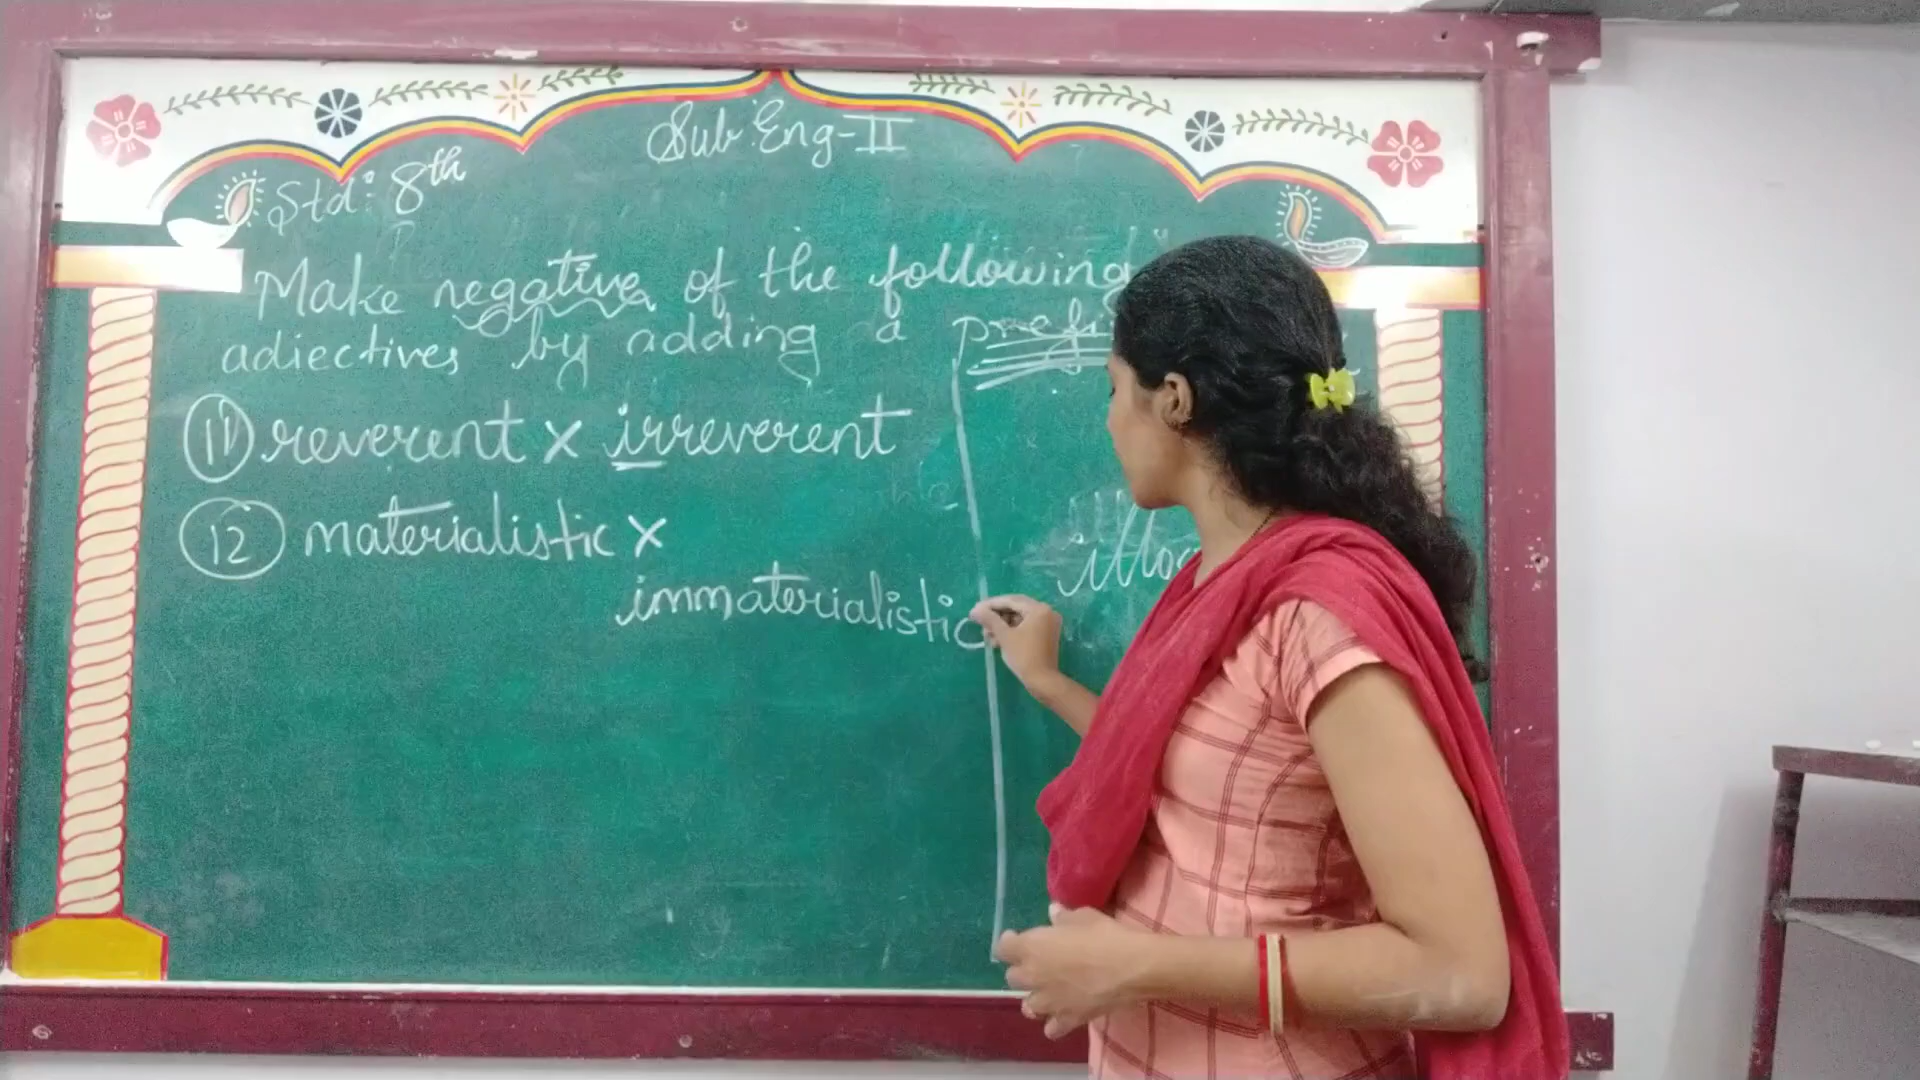 Sub: Eng-II
Std: 8th
Make negative of the following
adjectives by adding a
11 reverent x irreverent
12 materialistic x
immaterialistic